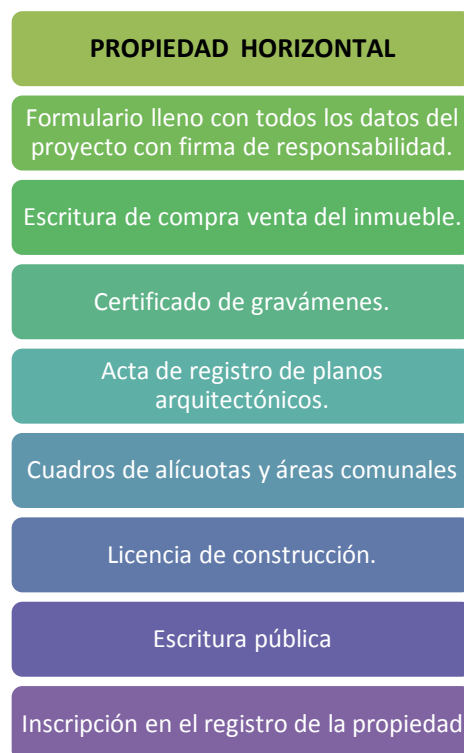 PROPIEDAD HORIZONTAL
Formulario lleno con todos los datos del
proyecto con firma de responsabilidad.
Escritura de compra venta del inmueble.
Certificado de gravámenes.
Acta de registro de planos
arquitectónicos.
Cuadros de alícuotas y áreas comunales
Licencia de construcción.
Escritura pública
Inscripción en el registro de la propiedad